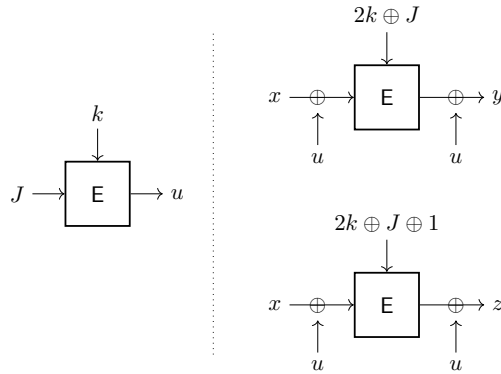 k
J E u
2k ⊕ J
x ⊕ E ⊕ y
u u
2k ⊕ J ⊕ 1
x ⊕ E ⊕ z
u u